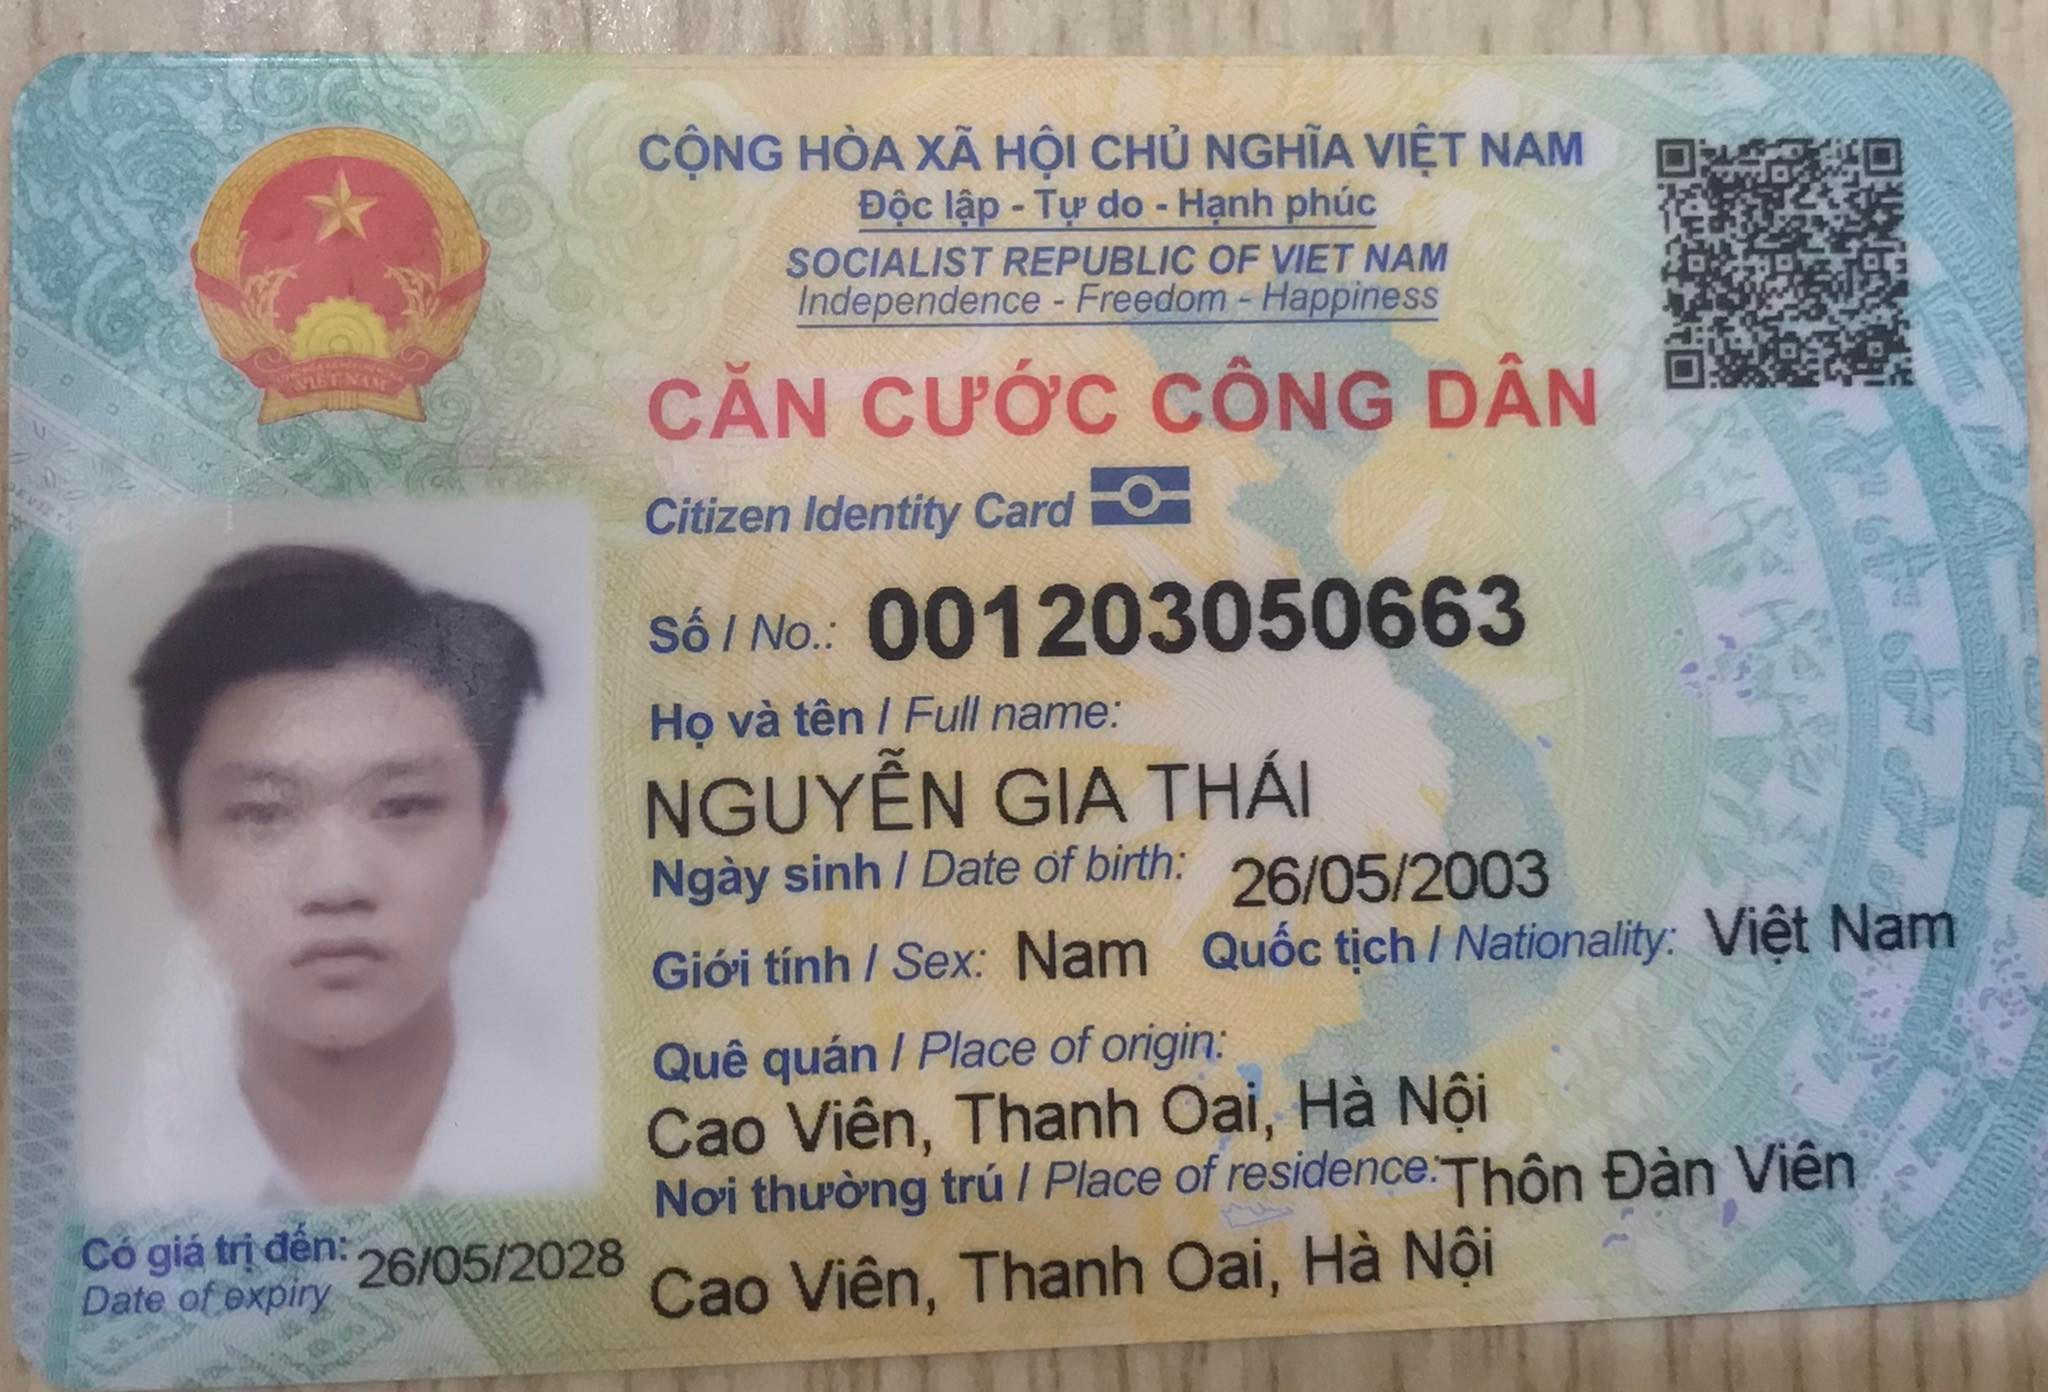 CỘNG HÒA XÃ HỘI CHỦ NGHĨA VIỆT NAM
Độc lập - Tự do - Hạnh phúc
SOCIALIST REPUBLIC OF VIET NAM
Independence - Freedom - Happiness
CĂN CƯỚC CÔNG DÂN
Citizen Identity Card
Số / No.: 001203050663
Họ và tên / Full name:
NGUYỄN GIA THÁI
Ngày sinh / Date of birth: 26/05/2003
Giới tính / Sex: Nam Quốc tịch / Nationality: Việt Nam
Quê quán / Place of origin:
Cao Viên, Thanh Oai, Hà Nội
Nơi thường trú / Place of residence: Thôn Đàn Viên
Cao Viên, Thanh Oai, Hà Nội
Có giá trị đến: 26/05/2028
Date of expiry
VIỆT NAM